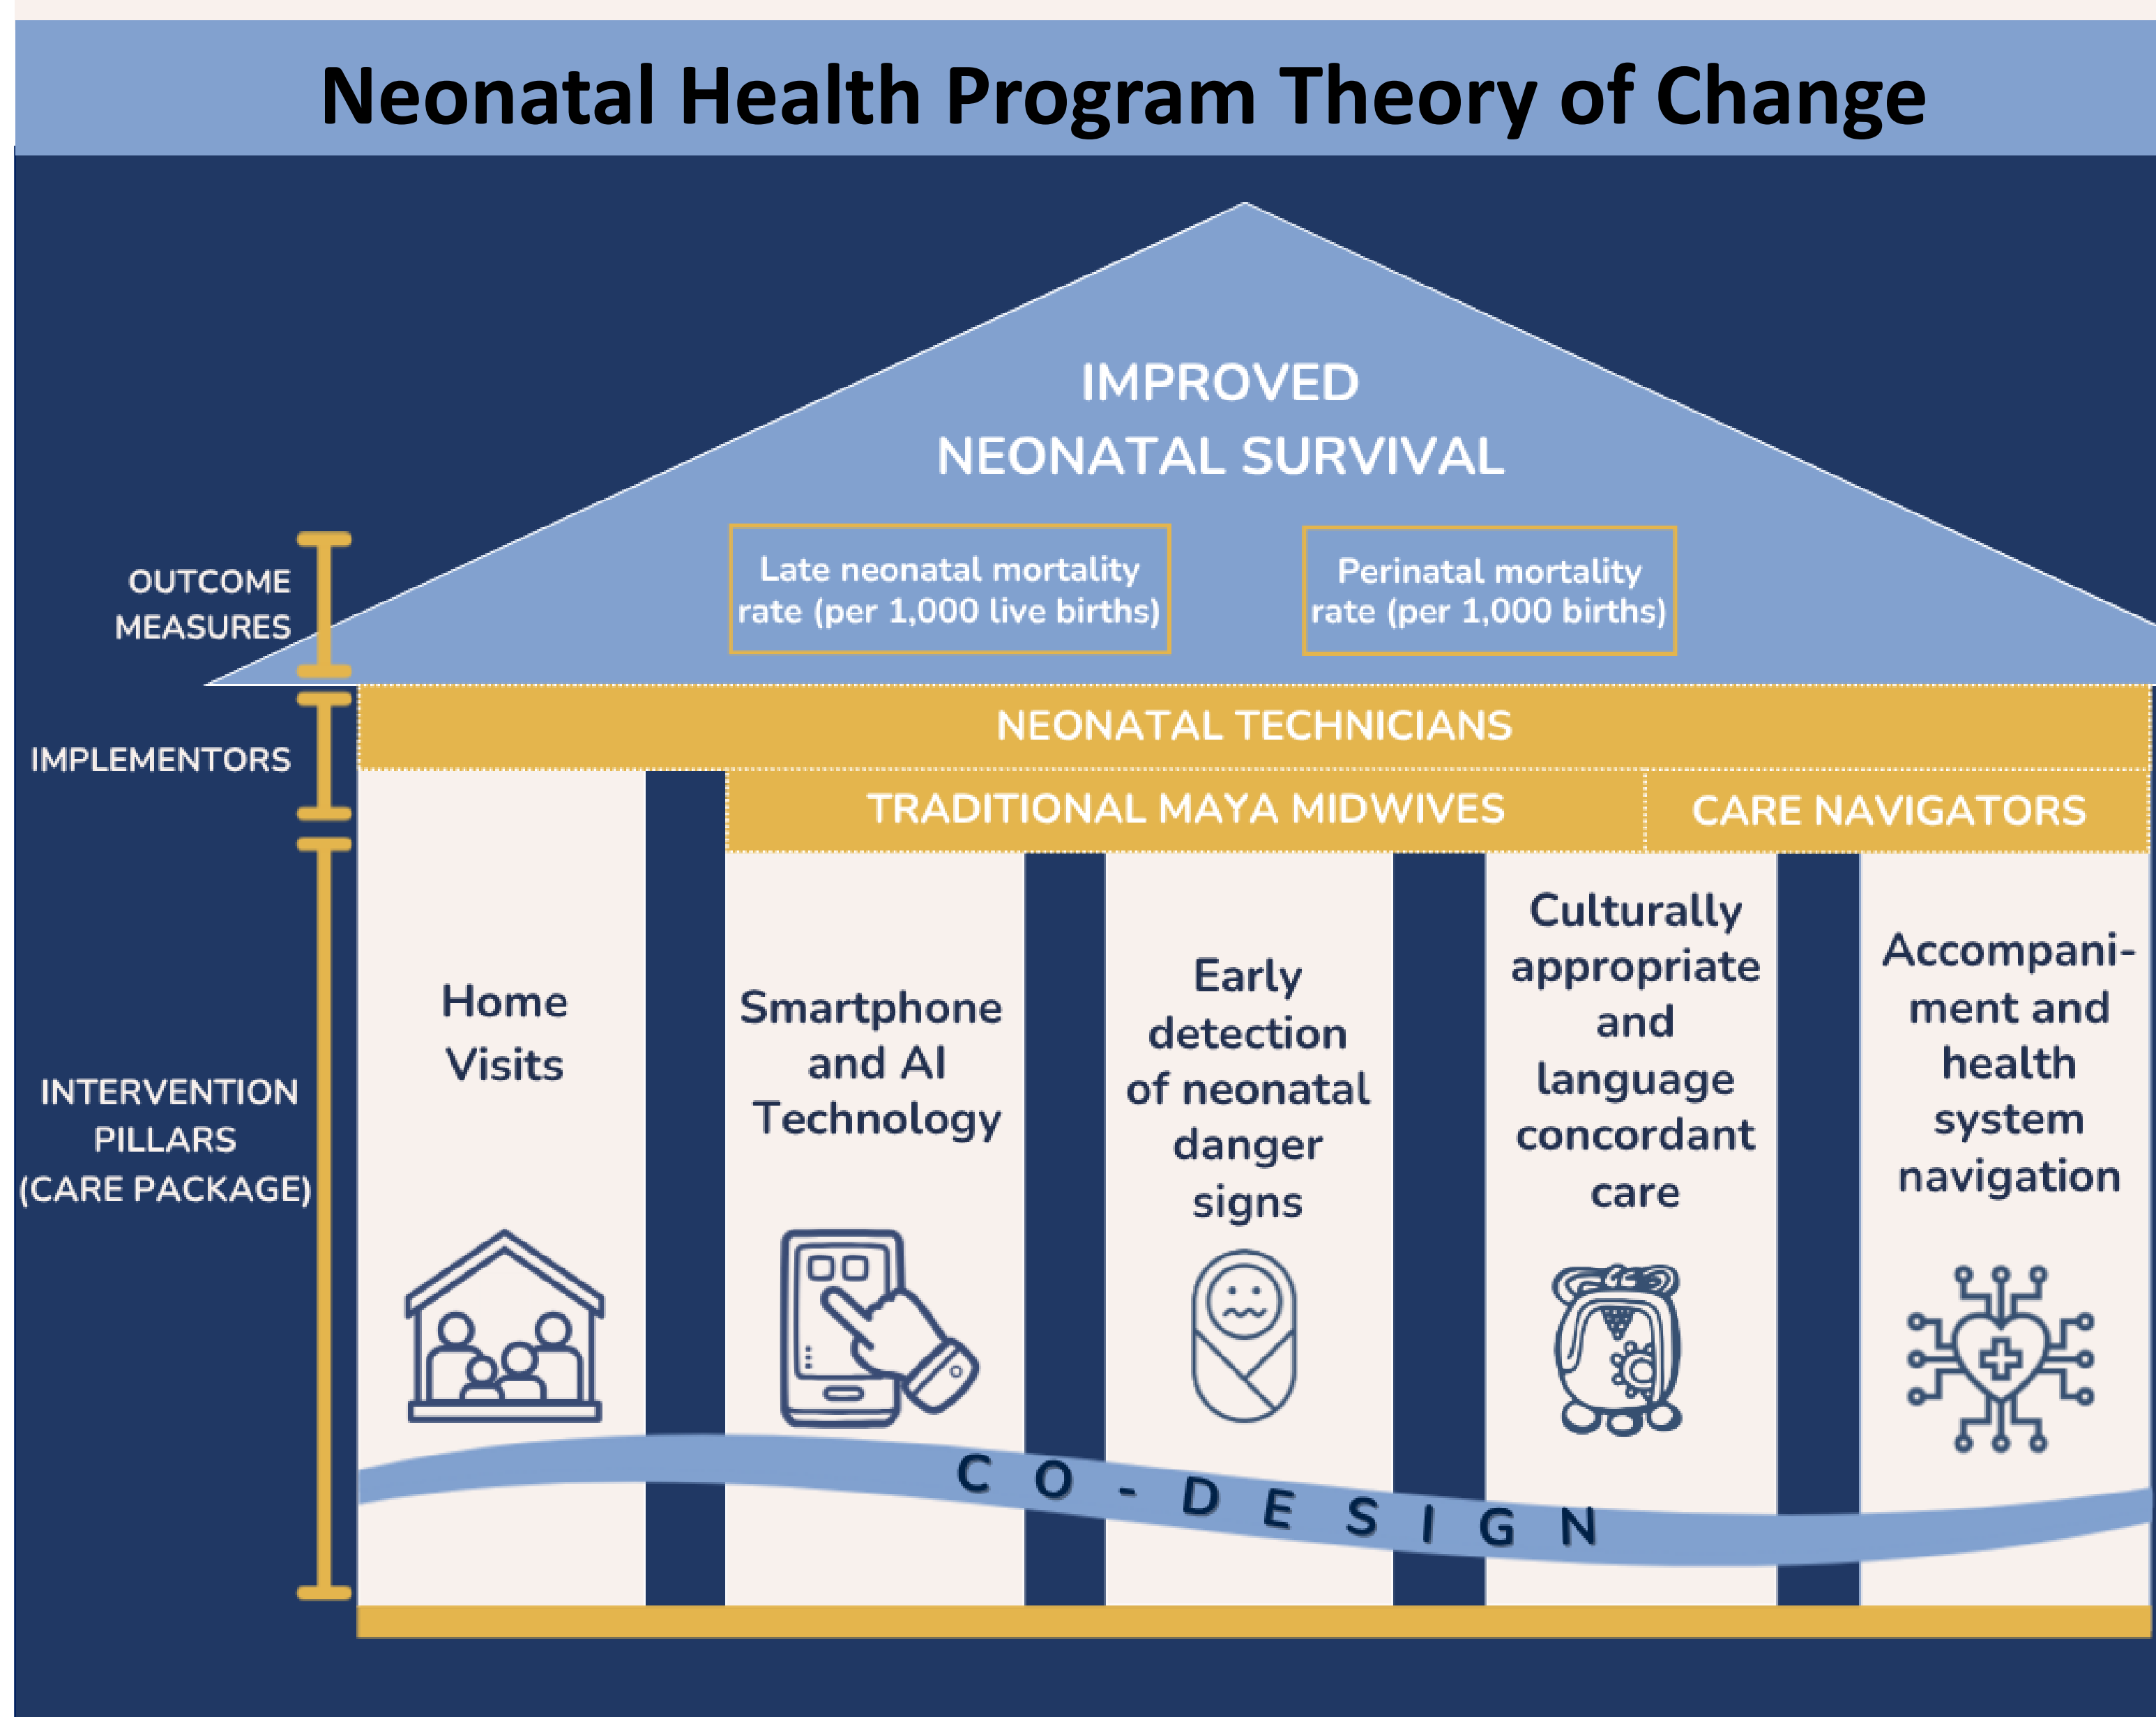 Neonatal Health Program Theory of Change
IMPROVED
NEONATAL SURVIVAL
OUTCOME
MEASURES
Late neonatal mortality
rate (per 1,000 live births)
Perinatal mortality
rate (per 1,000 births)
IMPLEMENTORS
NEONATAL TECHNICIANS
TRADITIONAL MAYA MIDWIVES
CARE NAVIGATORS
INTERVENTION
PILLARS
(CARE PACKAGE)
Home
Visits
Smartphone
and AI
Technology
Early
detection
of neonatal
danger
signs
Culturally
appropriate
and
language
concordant
care
Accompani-
ment and
health
system
navigation
CO-DESIGN